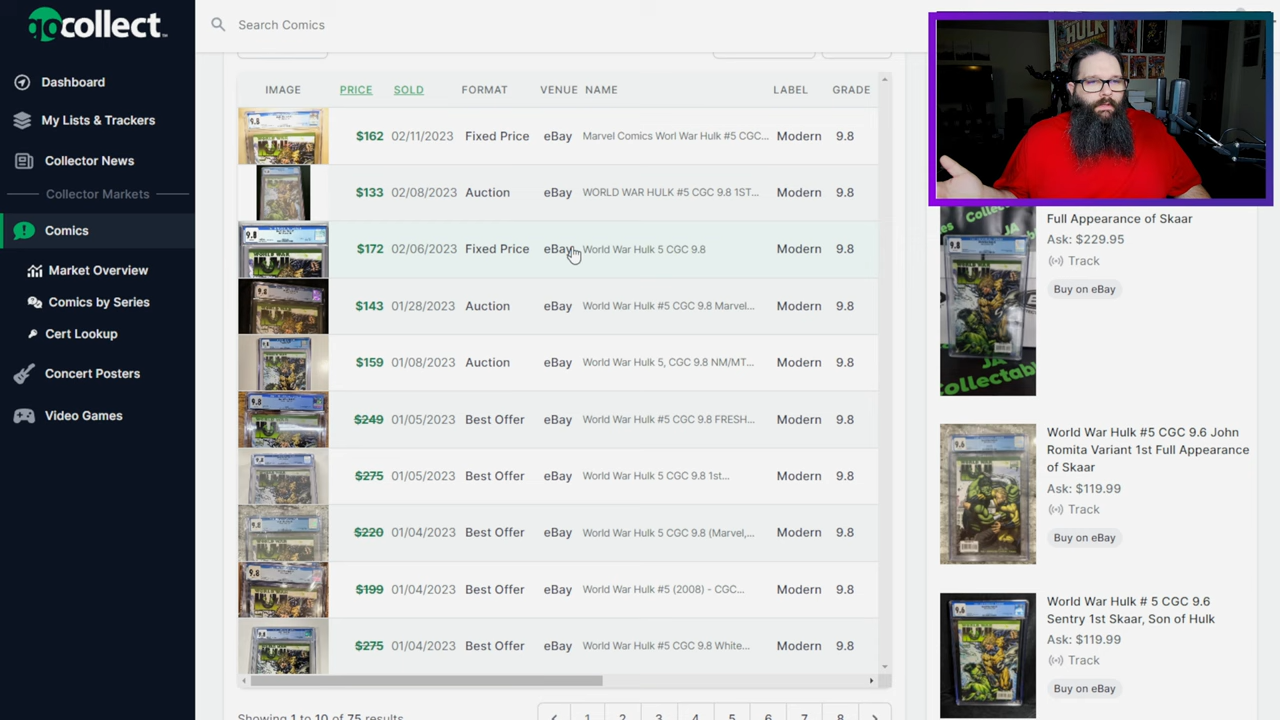 gocollect
Search Comics
HULK
Dashboard
My Lists & Trackers
Collector News
Collector Markets
Comics
Market Overview
Comics by Series
Cert Lookup
Concert Posters
Video Games
IMAGE PRICE SOLD FORMAT VENUE NAME LABEL GRADE
$162 02/11/2023 Fixed Price eBay Marvel Comics Worl War Hulk #5 CGC... Modern 9.8
$133 02/08/2023 Auction eBay WORLD WAR HULK #5 CGC 9.8 1ST... Modern 9.8
$172 02/06/2023 Fixed Price eBay World War Hulk 5 CGC 9.8 Modern 9.8
$143 01/28/2023 Auction eBay World War Hulk #5 CGC 9.8 Marvel... Modern 9.8
$159 01/08/2023 Auction eBay World War Hulk 5, CGC 9.8 NM/MT... Modern 9.8
$249 01/05/2023 Best Offer eBay World War Hulk #5 CGC 9.8 FRESH... Modern 9.8
$275 01/05/2023 Best Offer eBay World War Hulk 5 CGC 9.8 1st... Modern 9.8
$220 01/04/2023 Best Offer eBay World War Hulk 5 CGC 9.8 (Marvel,... Modern 9.8
$199 01/04/2023 Best Offer eBay World War Hulk #5 (2008) - CGC... Modern 9.8
$275 01/04/2023 Best Offer eBay World War Hulk #5 CGC 9.8 White... Modern 9.8
Showing 1 to 10 of 75 results
1 2 3 4 5 6 7 8
Full Appearance of Skaar
Ask: $229.95
Track
Buy on eBay
JA
Collectables
World War Hulk #5 CGC 9.6 John
Romita Variant 1st Full Appearance
of Skaar
Ask: $119.99
Track
Buy on eBay
World War Hulk # 5 CGC 9.6
Sentry 1st Skaar, Son of Hulk
Ask: $119.99
Track
Buy on eBay